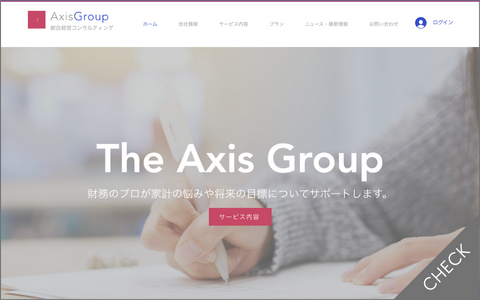 AxisGroup
総合経営コンサルティング
ホーム 会社情報 サービス内容 プラン ニュース・最新情報 お問い合わせ ログイン
The Axis Group
財務のプロが家計の悩みや将来の目標についてサポートします。
サービス内容
CHECK